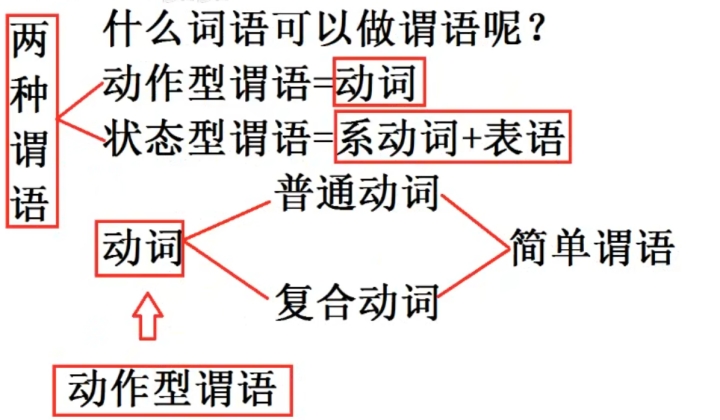 两种谓语
什么词语可以做谓语呢？
动作型谓语=动词
状态型谓语=系动词+表语
普通动词
动词
简单谓语
复合动词
动作型谓语